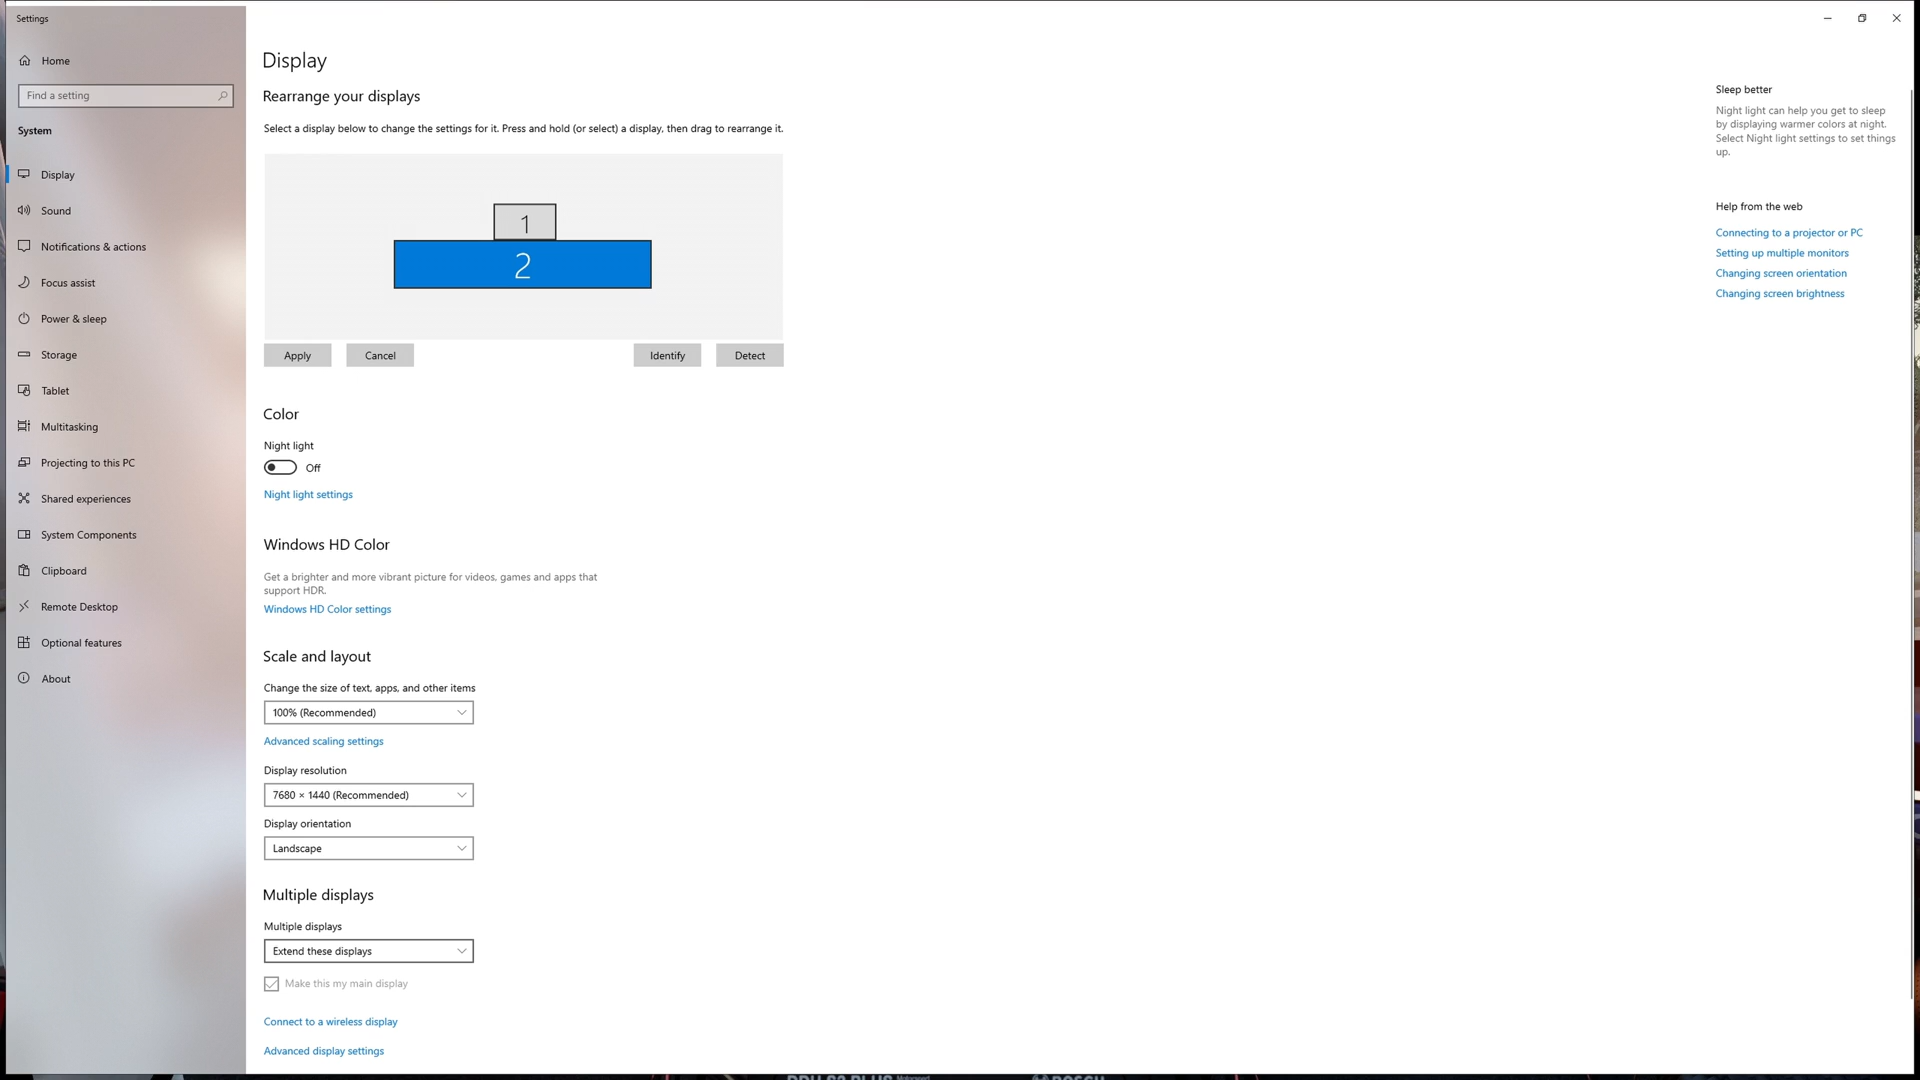 Settings
Home
Find a setting
System
Display
Sound
Notifications & actions
Focus assist
Power & sleep
Storage
Tablet
Multitasking
Projecting to this PC
Shared experiences
System Components
Clipboard
Remote Desktop
Optional features
About
Display
Rearrange your displays
Select a display below to change the settings for it. Press and hold (or select) a display, then drag to rearrange it.
1
2
Apply Cancel Identify Detect
Color
Night light
Off
Night light settings
Windows HD Color
Get a brighter and more vibrant picture for videos, games and apps that
support HDR.
Windows HD Color settings
Scale and layout
Change the size of text, apps, and other items
100% (Recommended)
Advanced scaling settings
Display resolution
7680 × 1440 (Recommended)
Display orientation
Landscape
Multiple displays
Multiple displays
Extend these displays
Make this my main display
Connect to a wireless display
Advanced display settings
Sleep better
Night light can help you get to sleep
by displaying warmer colors at night.
Select Night light settings to set things
up.
Help from the web
Connecting to a projector or PC
Setting up multiple monitors
Changing screen orientation
Changing screen brightness
BOSCH